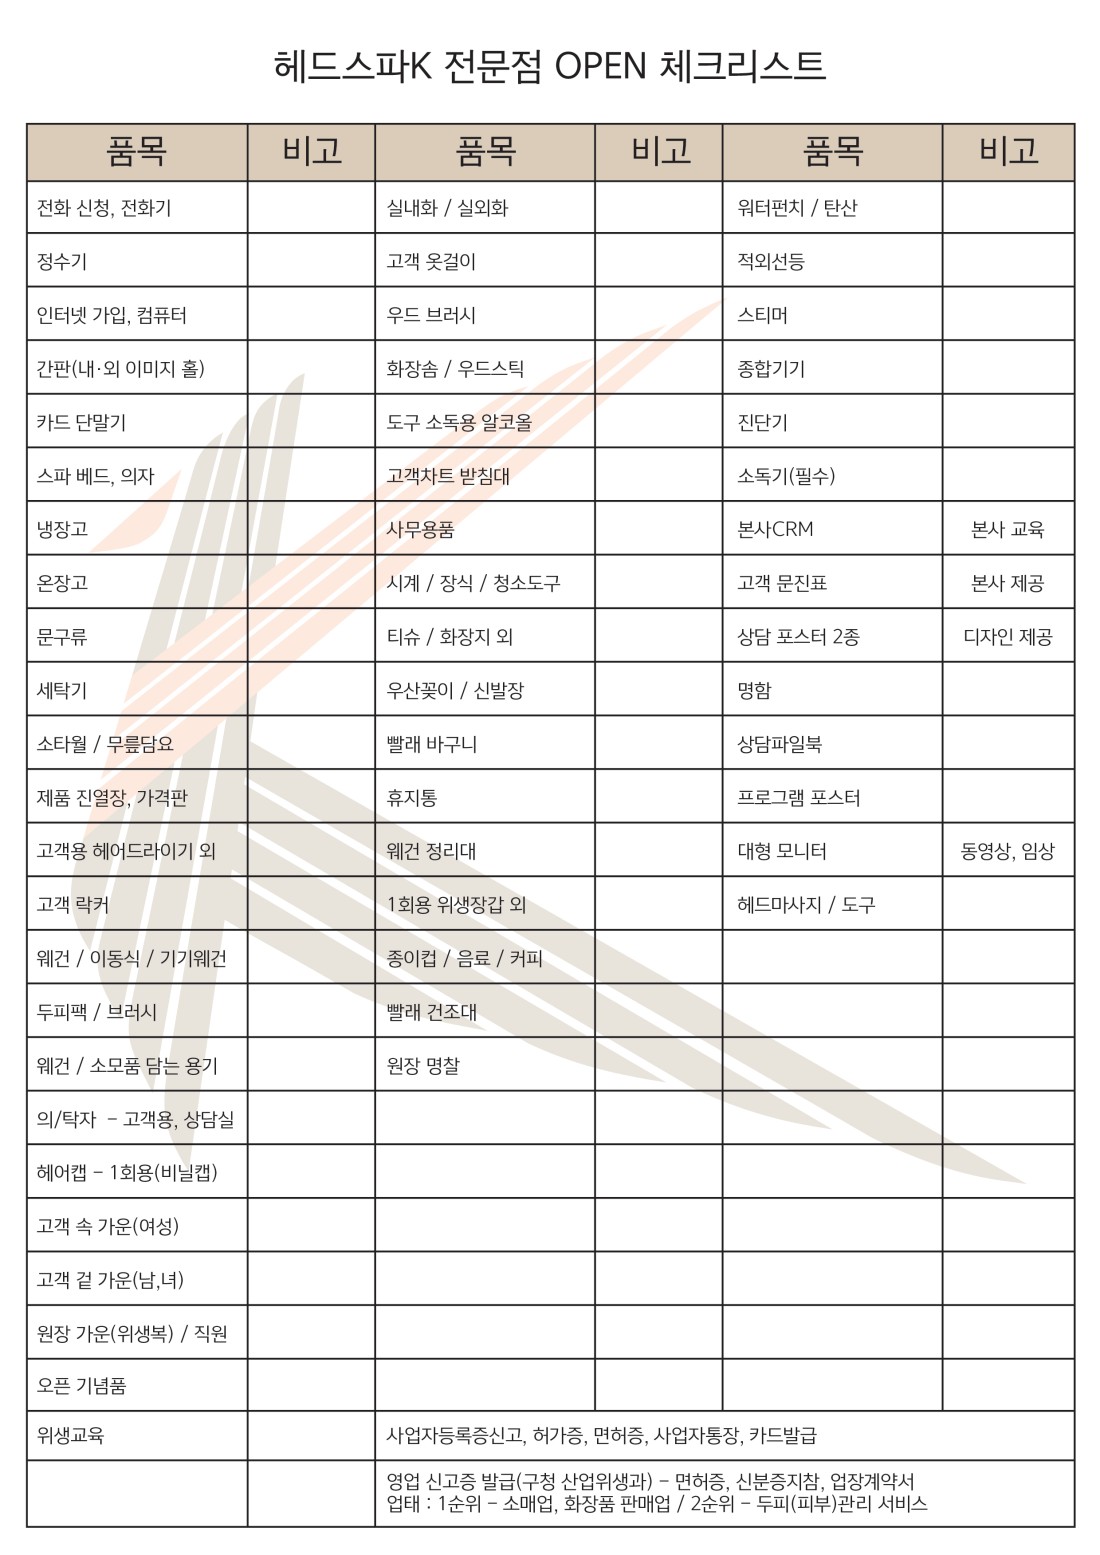 헤드스파K 전문점 OPEN 체크리스트
품목 비고 품목 비고 품목 비고
전화 신청, 전화기 실내화 / 실외화 워터펀치 / 탄산
정수기 고객 옷걸이 적외선등
인터넷 가입, 컴퓨터 우드 브러시 스티머
간판(내·외 이미지 홀) 화장솜 / 우드스틱 종합기기
카드 단말기 도구 소독용 알코올 진단기
스파 베드, 의자 고객차트 받침대 소독기(필수)
냉장고 사무용품 본사CRM 본사 교육
온장고 시계 / 장식 / 청소도구 고객 문진표 본사 제공
문구류 티슈 / 화장지 외 상담 포스터 2종 디자인 제공
세탁기 우산꽂이 / 신발장 명함
소타월 / 무릎담요 빨래 바구니 상담파일북
제품 진열장, 가격판 휴지통 프로그램 포스터
고객용 헤어드라이기 외 웨건 정리대 대형 모니터 동영상, 임상
고객 락커 1회용 위생장갑 외 헤드마사지 / 도구
웨건 / 이동식 / 기기웨건 종이컵 / 음료 / 커피
두피팩 / 브러시 빨래 건조대
웨건 / 소모품 담는 용기 원장 명찰
의/탁자 - 고객용, 상담실
헤어캡 - 1회용(비닐캡)
고객 속 가운(여성)
고객 겉 가운(남,녀)
원장 가운(위생복) / 직원
오픈 기념품
위생교육 사업자등록증신고, 허가증, 면허증, 사업자통장, 카드발급
영업 신고증 발급(구청 산업위생과) - 면허증, 신분증지참, 업장계약서
업태 : 1순위 - 소매업, 화장품 판매업 / 2순위 - 두피(피부)관리 서비스